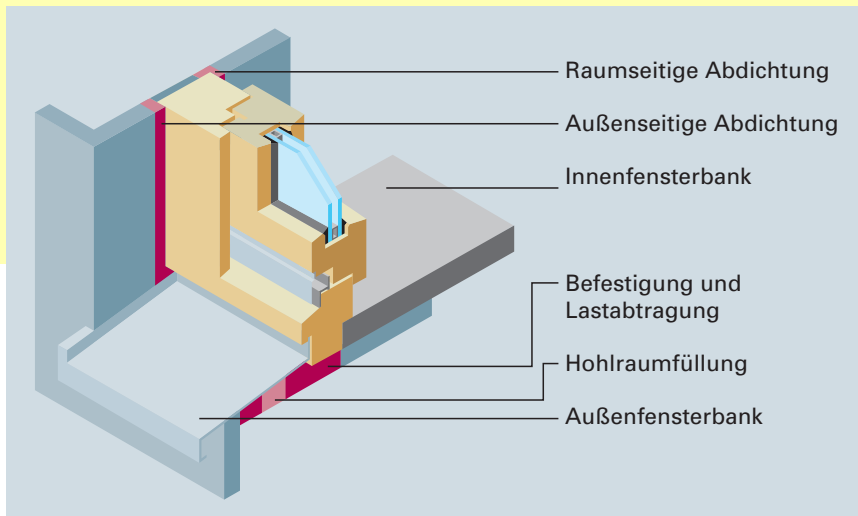 Raumseitige Abdichtung
Außenseitige Abdichtung
Innenfensterbank
Befestigung und
Lastabtragung
Hohlraumfüllung
Außenfensterbank